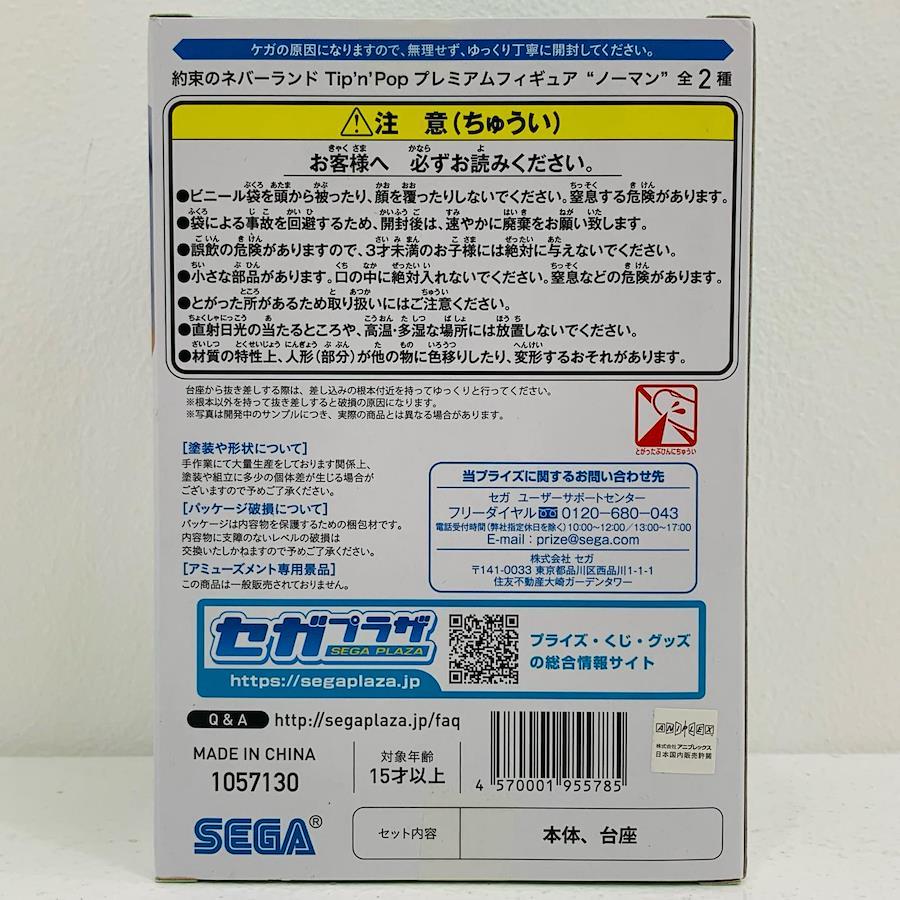 ケガの原因になりますので、無理せず、ゆっくり丁寧に開封してください。
約束のネバーランド Tip'n'Pop プレミアムフィギュア “ノーマン” 全2種
⚠注 意(ちゅうい)
お客様へ 必ずお読みください。
●ビニール袋を頭から被ったり、顔を覆ったりしないでください。窒息する危険があります。
●袋による事故を回避するため、開封後は、速やかに廃棄をお願い致します。
●誤飲の危険がありますので、3才未満のお子様には絶対に与えないでください。
●小さな部品があります。口の中に絶対入れないでください。窒息などの危険があります。
●とがった所があるため取り扱いにはご注意ください。
●直射日光の当たるところや、高温・多湿な場所には放置しないでください。
●材質の特性上、人形(部分)が他の物に色移りしたり、変形するおそれがあります。
台座から抜き差しする際は、差し込みの根本付近を持ってゆっくりと行ってください。
※根本以外を持って抜き差しすると破損の原因になります。
※写真は開発中のサンプルにつき、実際の商品とは異なる場合があります。
とがったぶひんにちゅうい
[塗装や形状について]
手作業にて大量生産をしております関係上、
塗装や組立に多少の個体差が生じる場合が
ございますので予めご了承ください。
[パッケージ破損について]
パッケージは内容物を保護するための梱包材です。
内容物に支障のないレベルの破損は
交換いたしかねますので予めご了承ください。
[アミューズメント専用景品]
この商品は一般販売されておりません。
当プライズに関するお問い合わせ先
セガ ユーザーサポートセンター
フリーダイヤル 0120-680-043
電話受付時間(弊社指定休日を除く)10:00~12:00/13:00~17:00
E-mail : prize@sega.com
株式会社 セガ
〒141-0033 東京都品川区西品川1-1-1
住友不動産大崎ガーデンタワー
セガプラザ
SEGA PLAZA
https://segaplaza.jp
プライズ・くじ・グッズ
の総合情報サイト
Q & A http://segaplaza.jp/faq
MADE IN CHINA
1057130
対象年齢
15才以上
4 570001 955785
ANIPLEX
株式会社アニプレックス
日本国内販売許諾
SEGA®
セット内容
本体、台座